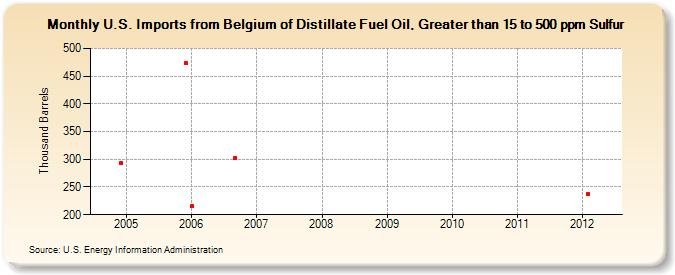 Monthly U.S. Imports from Belgium of Distillate Fuel Oil, Greater than 15 to 500 ppm Sulfur
Thousand Barrels
500
450
400
350
300
250
200
2005 2006 2007 2008 2009 2010 2011 2012
Source: U.S. Energy Information Administration